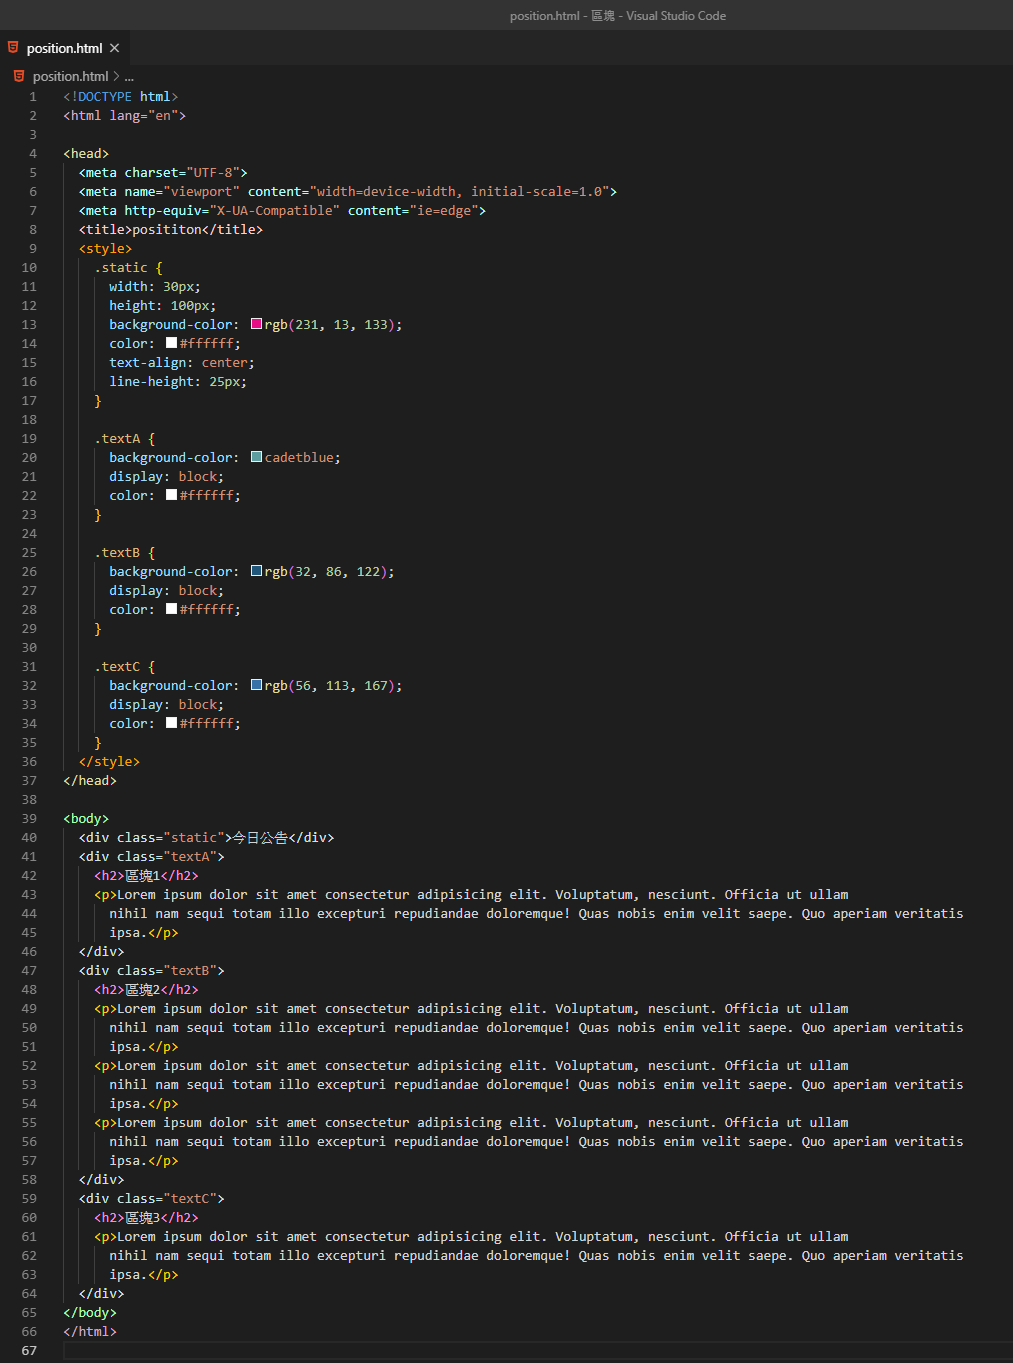 position.html - 區塊 - Visual Studio Code
position.html ×
position.html > ...
1 <!DOCTYPE html>
2 <html lang="en">
3
4 <head>
5 <meta charset="UTF-8">
6 <meta name="viewport" content="width=device-width, initial-scale=1.0">
7 <meta http-equiv="X-UA-Compatible" content="ie=edge">
8 <title>posititon</title>
9 <style>
10 .static {
11 width: 30px;
12 height: 100px;
13 background-color: rgb(231, 13, 133);
14 color: #ffffff;
15 text-align: center;
16 line-height: 25px;
17 }
18
19 .textA {
20 background-color: cadetblue;
21 display: block;
22 color: #ffffff;
23 }
24
25 .textB {
26 background-color: rgb(32, 86, 122);
27 display: block;
28 color: #ffffff;
29 }
30
31 .textC {
32 background-color: rgb(56, 113, 167);
33 display: block;
34 color: #ffffff;
35 }
36 </style>
37 </head>
38
39 <body>
40 <div class="static">今日公告</div>
41 <div class="textA">
42 <h2>區塊1</h2>
43 <p>Lorem ipsum dolor sit amet consectetur adipisicing elit. Voluptatum, nesciunt. Officia ut ullam
44 nihil nam sequi totam illo excepturi repudiandae doloremque! Quas nobis enim velit saepe. Quo aperiam veritatis
45 ipsa.</p>
46 </div>
47 <div class="textB">
48 <h2>區塊2</h2>
49 <p>Lorem ipsum dolor sit amet consectetur adipisicing elit. Voluptatum, nesciunt. Officia ut ullam
50 nihil nam sequi totam illo excepturi repudiandae doloremque! Quas nobis enim velit saepe. Quo aperiam veritatis
51 ipsa.</p>
52 <p>Lorem ipsum dolor sit amet consectetur adipisicing elit. Voluptatum, nesciunt. Officia ut ullam
53 nihil nam sequi totam illo excepturi repudiandae doloremque! Quas nobis enim velit saepe. Quo aperiam veritatis
54 ipsa.</p>
55 <p>Lorem ipsum dolor sit amet consectetur adipisicing elit. Voluptatum, nesciunt. Officia ut ullam
56 nihil nam sequi totam illo excepturi repudiandae doloremque! Quas nobis enim velit saepe. Quo aperiam veritatis
57 ipsa.</p>
58 </div>
59 <div class="textC">
60 <h2>區塊3</h2>
61 <p>Lorem ipsum dolor sit amet consectetur adipisicing elit. Voluptatum, nesciunt. Officia ut ullam
62 nihil nam sequi totam illo excepturi repudiandae doloremque! Quas nobis enim velit saepe. Quo aperiam veritatis
63 ipsa.</p>
64 </div>
65 </body>
66 </html>
67